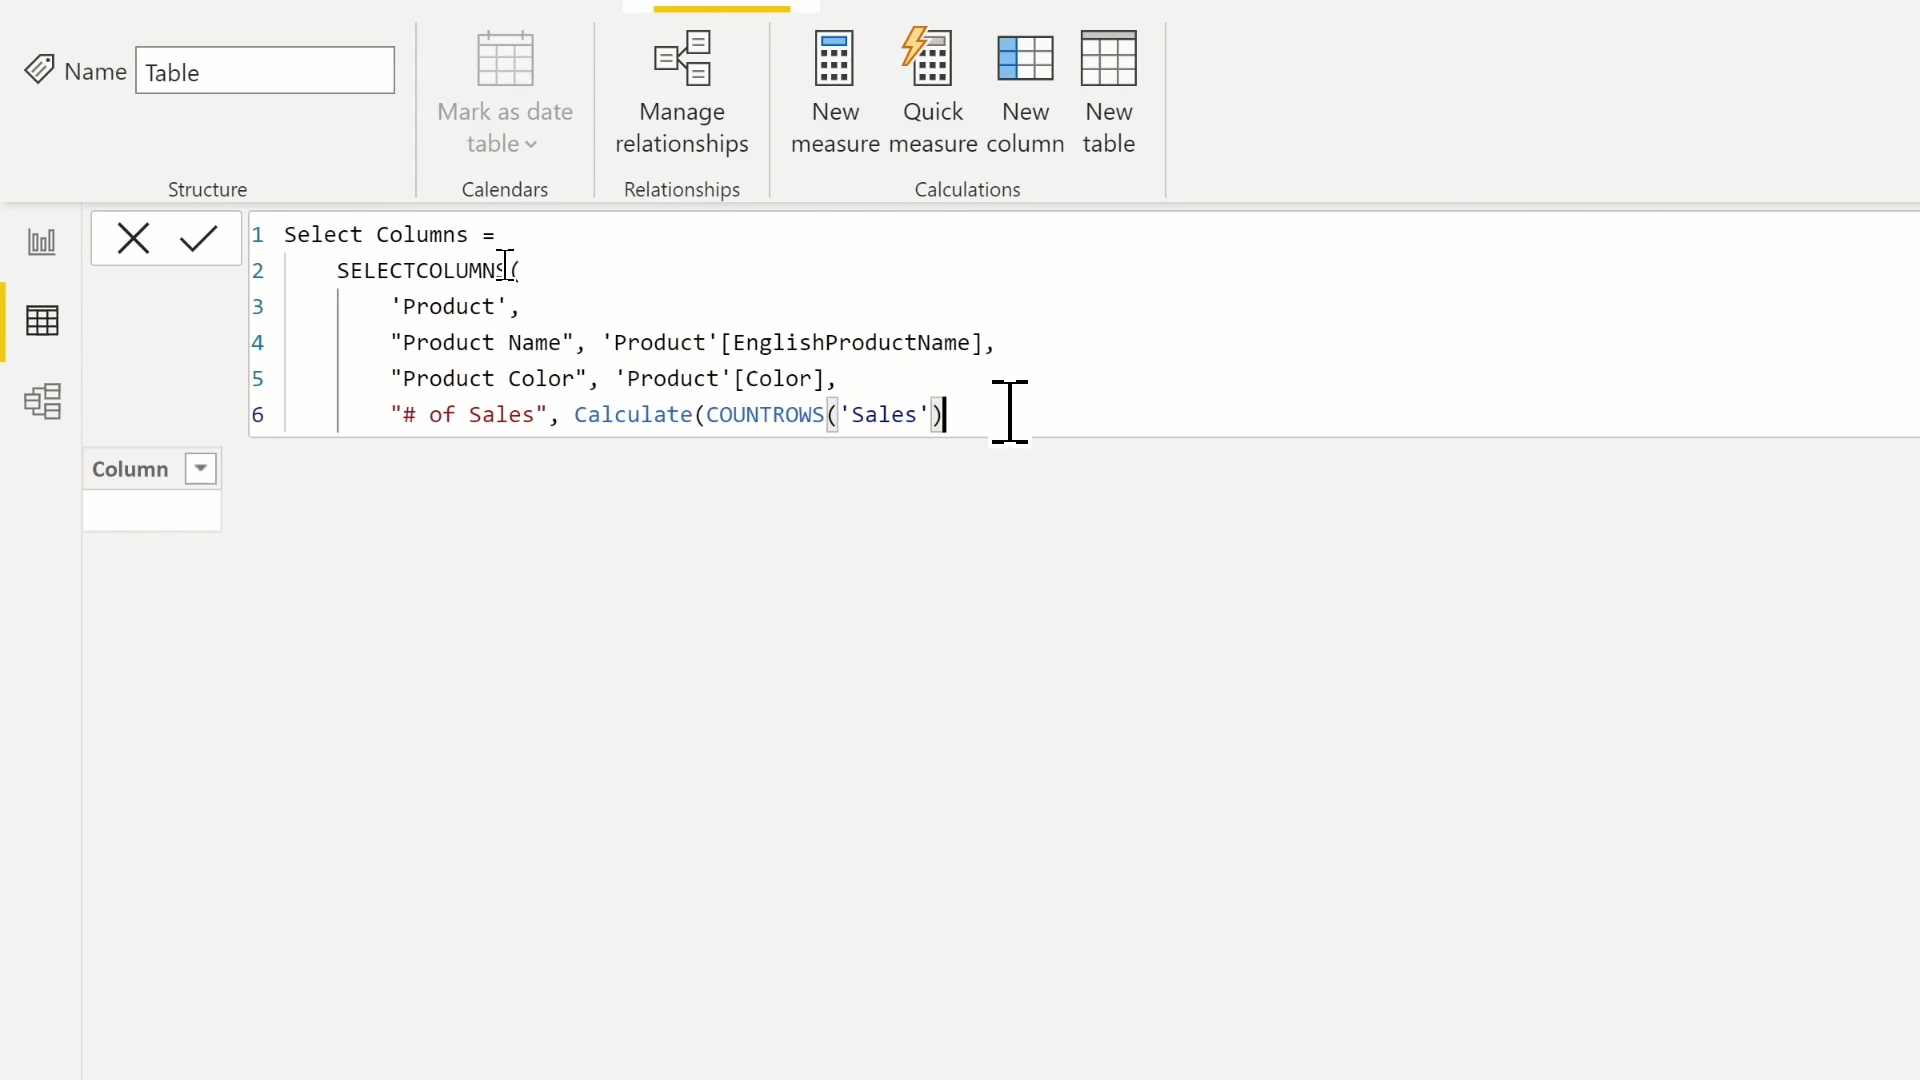 Name Table
Mark as date
table
Manage
relationships
New
measure
Quick
measure
New
column
New
table
Structure
Calendars
Relationships
Calculations
1 Select Columns =
2 SELECTCOLUMNS(
3 'Product',
4 "Product Name", 'Product'[EnglishProductName],
5 "Product Color", 'Product'[Color],
6 "# of Sales", Calculate(COUNTROWS('Sales')
Column